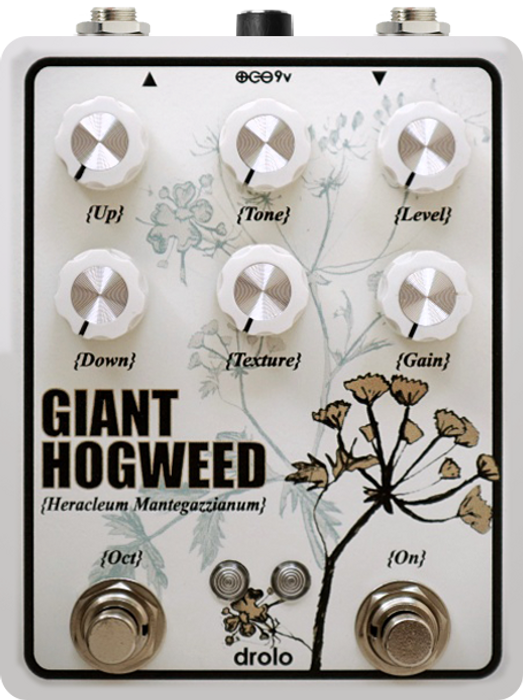 ▲ ⊕⊂⊖ 9v ▼
{Up} {Tone} {Level}
{Down} {Texture} {Gain}
GIANT
HOGWEED
{Heracleum Mantegazzianum}
{Oct} {On}
drolo